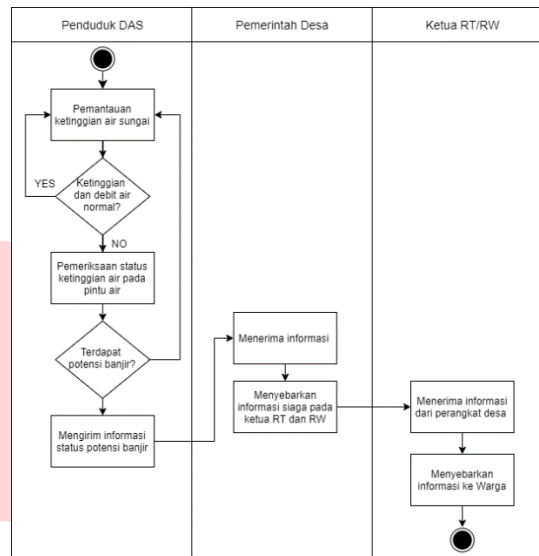 Penduduk DAS
Pemerintah Desa
Ketua RT/RW
Pemantauan
ketinggian air sungai
YES
Ketinggian
dan debit air
normal?
NO
Pemeriksaan status
ketinggian air pada
pintu air
Terdapat
potensi banjir?
Mengirim informasi
status potensi banjir
Menerima informasi
Menyebarkan
informasi siaga pada
ketua RT dan RW
Menerima informasi
dari perangkat desa
Menyebarkan
informasi ke Warga